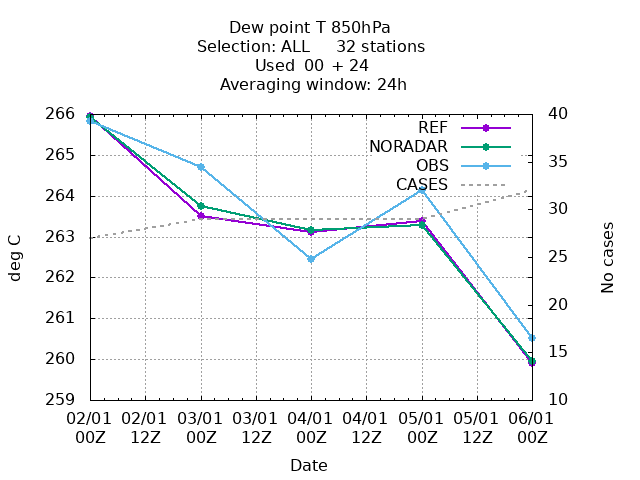 Dew point T 850hPa
Selection: ALL     32 stations
Used  00  + 24
Averaging window: 24h
266
265
264
263
262
261
260
259
deg C
40
35
30
25
20
15
10
No cases
REF
NORADAR
OBS
CASES
02/01 02/01 03/01 03/01 04/01 04/01 05/01 05/01 06/01
00Z 12Z 00Z 12Z 00Z 12Z 00Z 12Z 00Z
Date